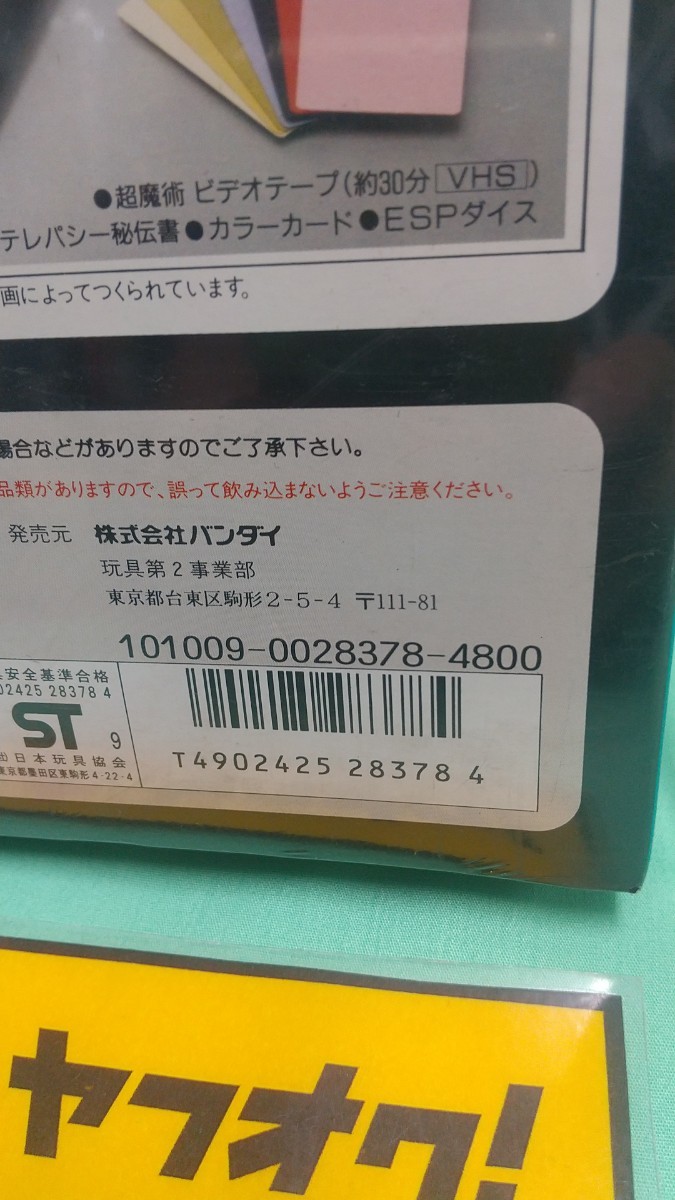 ●超魔術 ビデオテープ(約30分 VHS)
テレパシー秘伝書●カラーカード●ESPダイス
画によってつくられています。
場合などがありますのでご了承下さい。
品類がありますので、誤って飲み込まないようご注意ください。
発売元 株式会社バンダイ
玩具第2事業部
東京都台東区駒形2-5-4 〒111-81
101009-0028378-4800
安全基準合格
02425 28378 4
ST 9
日本玩具協会
東京都墨田区東駒形4-22-4
T4902425 28378 4
ヤフオク!